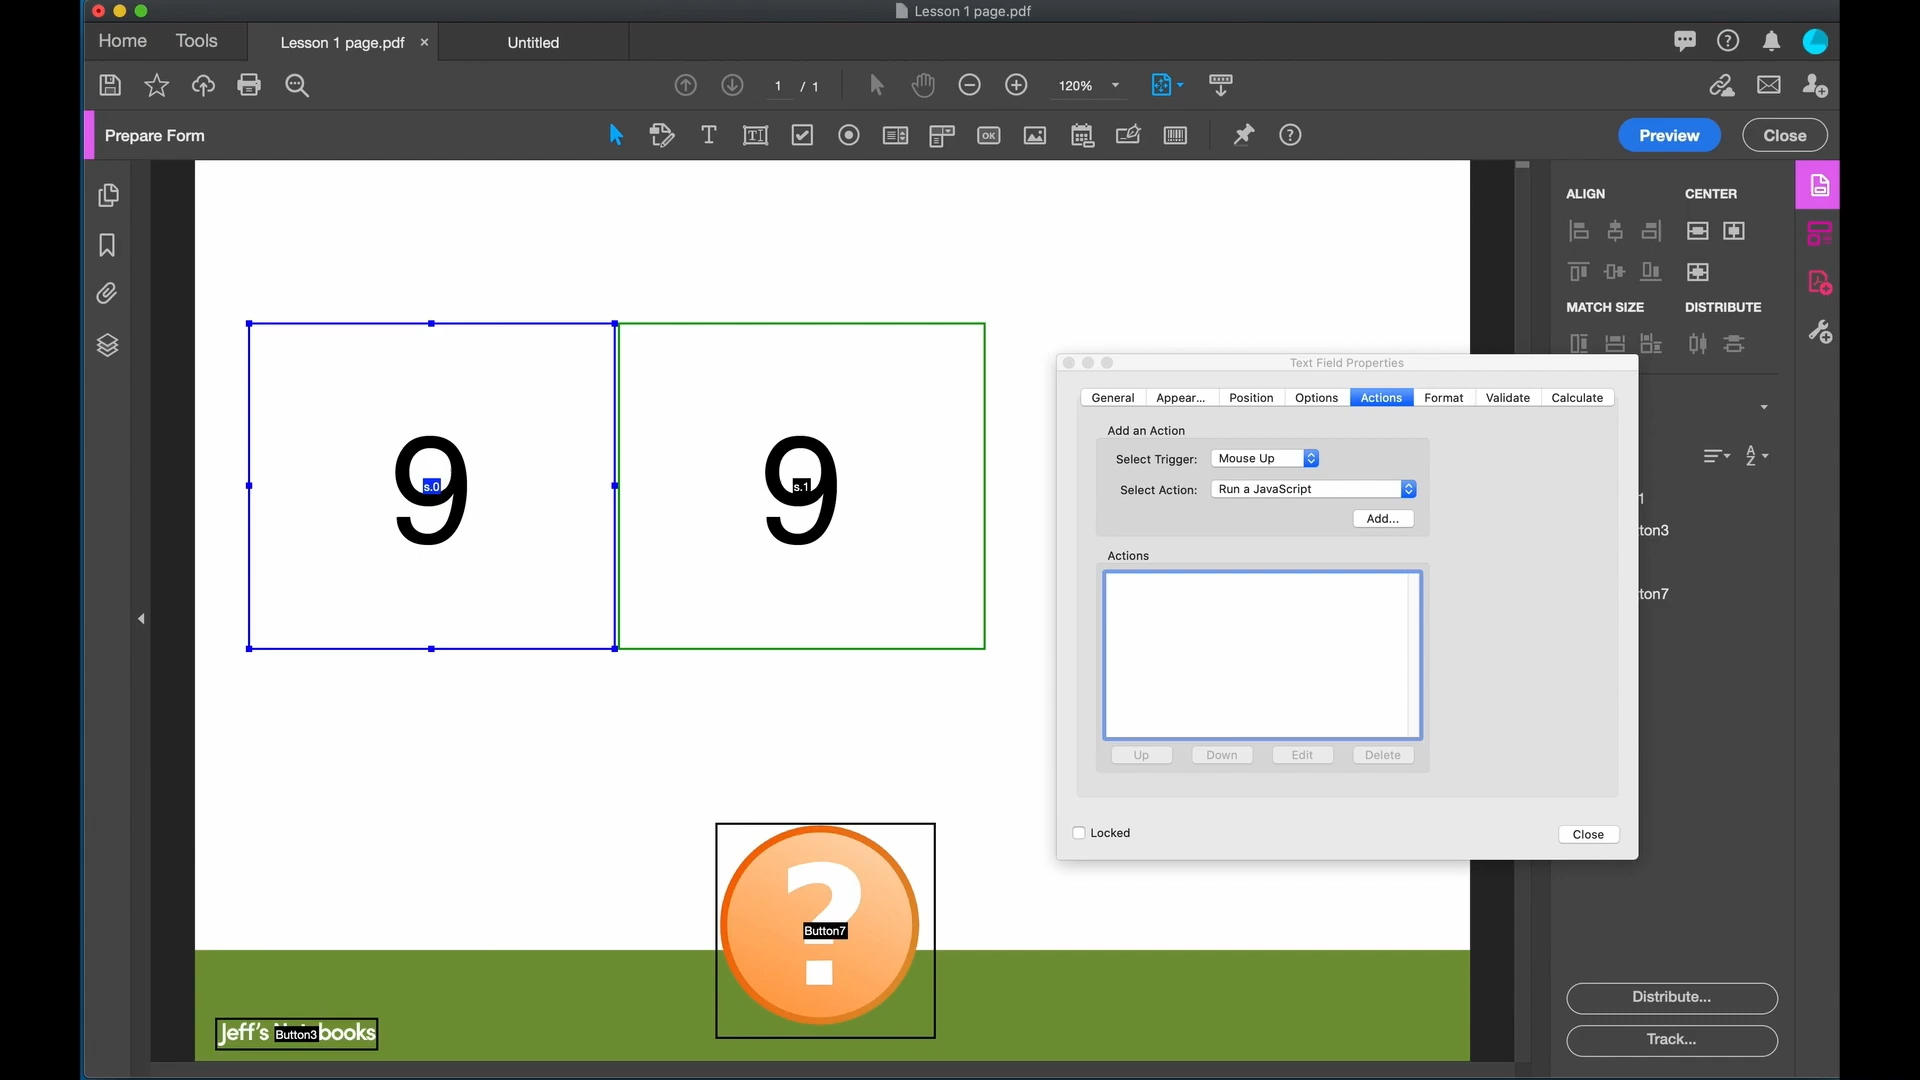 Lesson 1 page.pdf
Home Tools Lesson 1 page.pdf × Untitled
1 / 1 120%
Prepare Form
T OK
Preview Close
ALIGN CENTER
MATCH SIZE DISTRIBUTE
9 9
s.0 s.1
Text Field Properties
General Appear... Position Options Actions Format Validate Calculate
Add an Action
Select Trigger: Mouse Up
Select Action: Run a JavaScript
Add...
Actions
Up Down Edit Delete
Locked Close
A
Z
1
ton3
ton7
?
Button7
Jeff's Button3 books
Distribute...
Track...